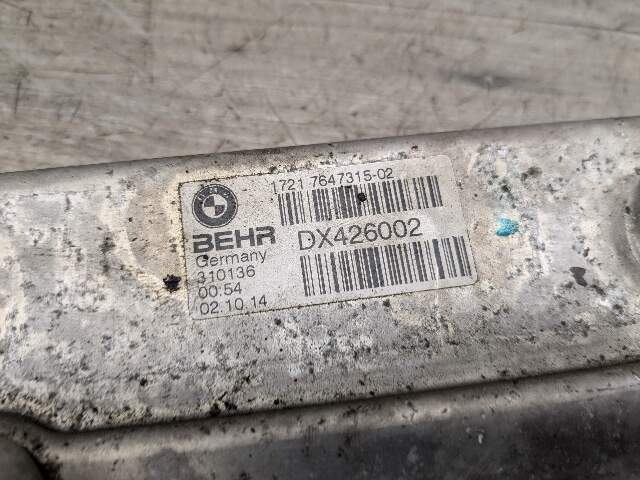 1721 7647315-02
BEHR DX426002
Germany
310136
00:54
02.10.14